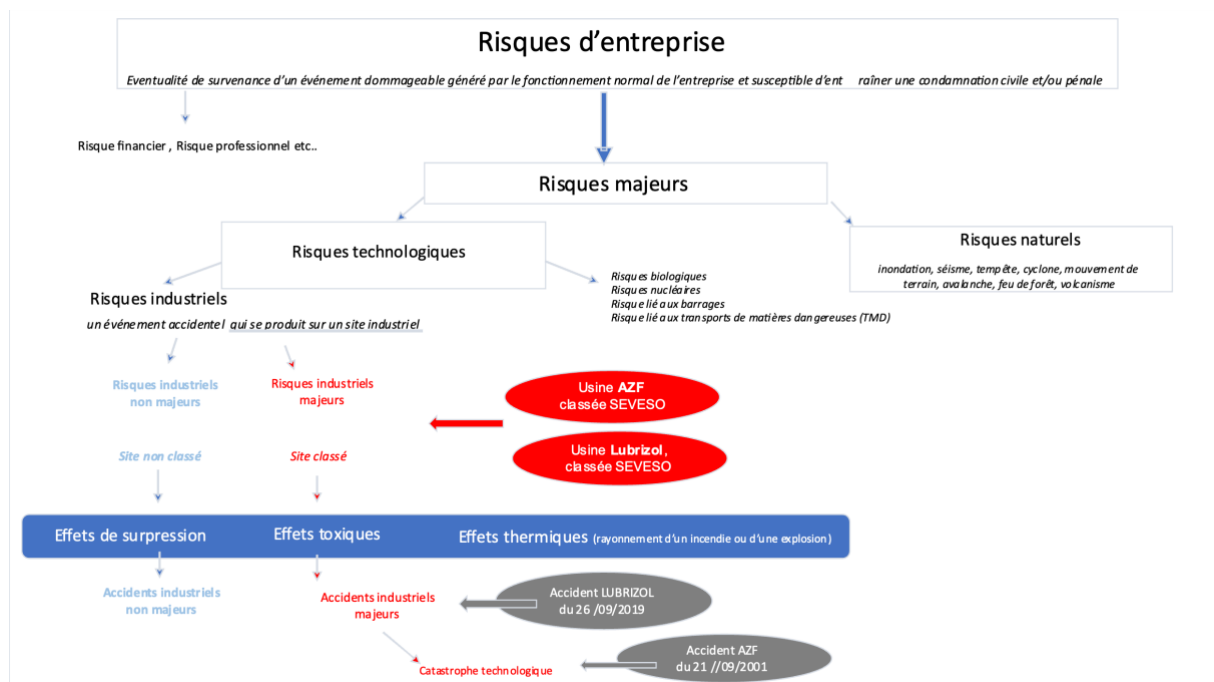 Risques d'entreprise
Eventualité de survenance d'un événement dommageable généré par le fonctionnement normal de l'entreprise et susceptible d'ent raîner une condamnation civile et/ou pénale
Risque financier , Risque professionnel etc..
Risques majeurs
Risques technologiques
Risques naturels
inondation, séisme, tempête, cyclone, mouvement de
terrain, avalanche, feu de forêt, volcanisme
Risques biologiques
Risques nucléaires
Risque lié aux barrages
Risque lié aux transports de matières dangereuses (TMD)
Risques industriels
un événement accidentel qui se produit sur un site industriel
Risques industriels
non majeurs
Risques industriels
majeurs
Usine AZF
classée SEVESO
Usine Lubrizol,
classée SEVESO
Site non classé
Site classé
Effets de surpression
Effets toxiques
Effets thermiques (rayonnement d'un incendie ou d'une explosion)
Accidents industriels
non majeurs
Accidents industriels
majeurs
Accident LUBRIZOL
du 26 /09/2019
Catastrophe technologique
Accident AZF
du 21 //09/2001